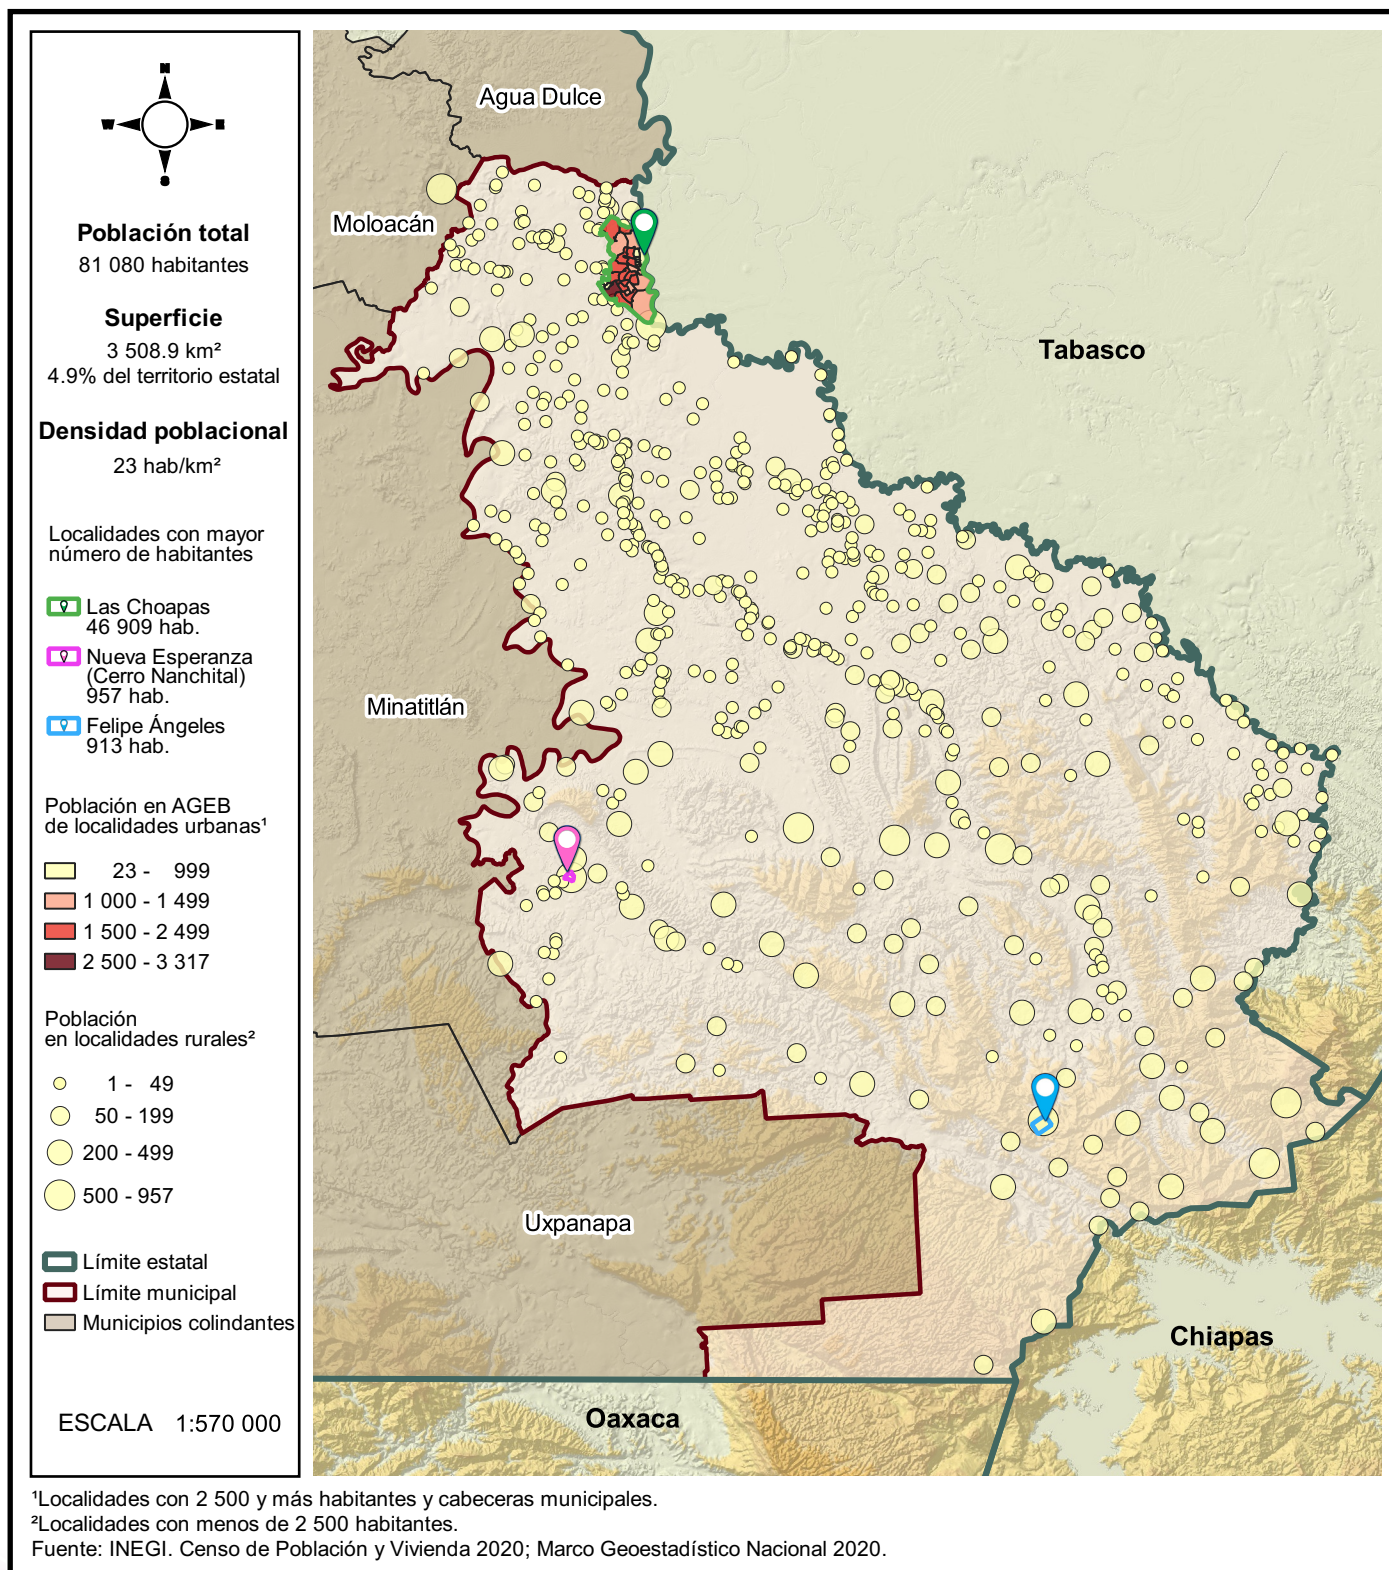 N
W
E
S
Población total
81 080 habitantes
Superficie
3 508.9 km²
4.9% del territorio estatal
Densidad poblacional
23 hab/km²
Localidades con mayor
número de habitantes
Las Choapas
46 909 hab.
Nueva Esperanza
(Cerro Nanchital)
957 hab.
Felipe Ángeles
913 hab.
Población en AGEB
de localidades urbanas¹
23 - 999
1 000 - 1 499
1 500 - 2 499
2 500 - 3 317
Población
en localidades rurales²
1 - 49
50 - 199
200 - 499
500 - 957
Límite estatal
Límite municipal
Municipios colindantes
ESCALA 1:570 000
Agua Dulce
Moloacán
Tabasco
Minatitlán
Uxpanapa
Chiapas
Oaxaca
¹Localidades con 2 500 y más habitantes y cabeceras municipales.
²Localidades con menos de 2 500 habitantes.
Fuente: INEGI. Censo de Población y Vivienda 2020; Marco Geoestadístico Nacional 2020.